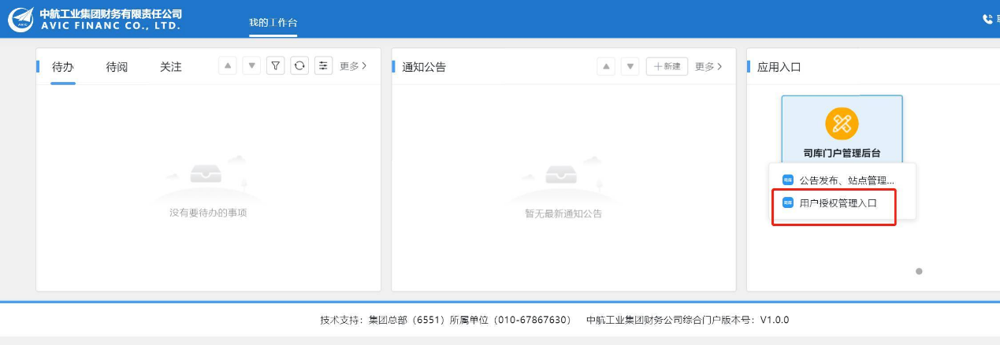 中航工业集团财务有限责任公司
AVIC FINANC CO., LTD.
我的工作台
待办 待阅 关注 更多
通知公告 新建 更多
应用入口
司库门户管理后台
司库 公告发布、站点管理...
司库 用户授权管理入口
没有要待办的事项
暂无最新通知公告
技术支持：集团总部（6551）所属单位（010-67867630） 中航工业集团财务公司综合门户版本号：V1.0.0